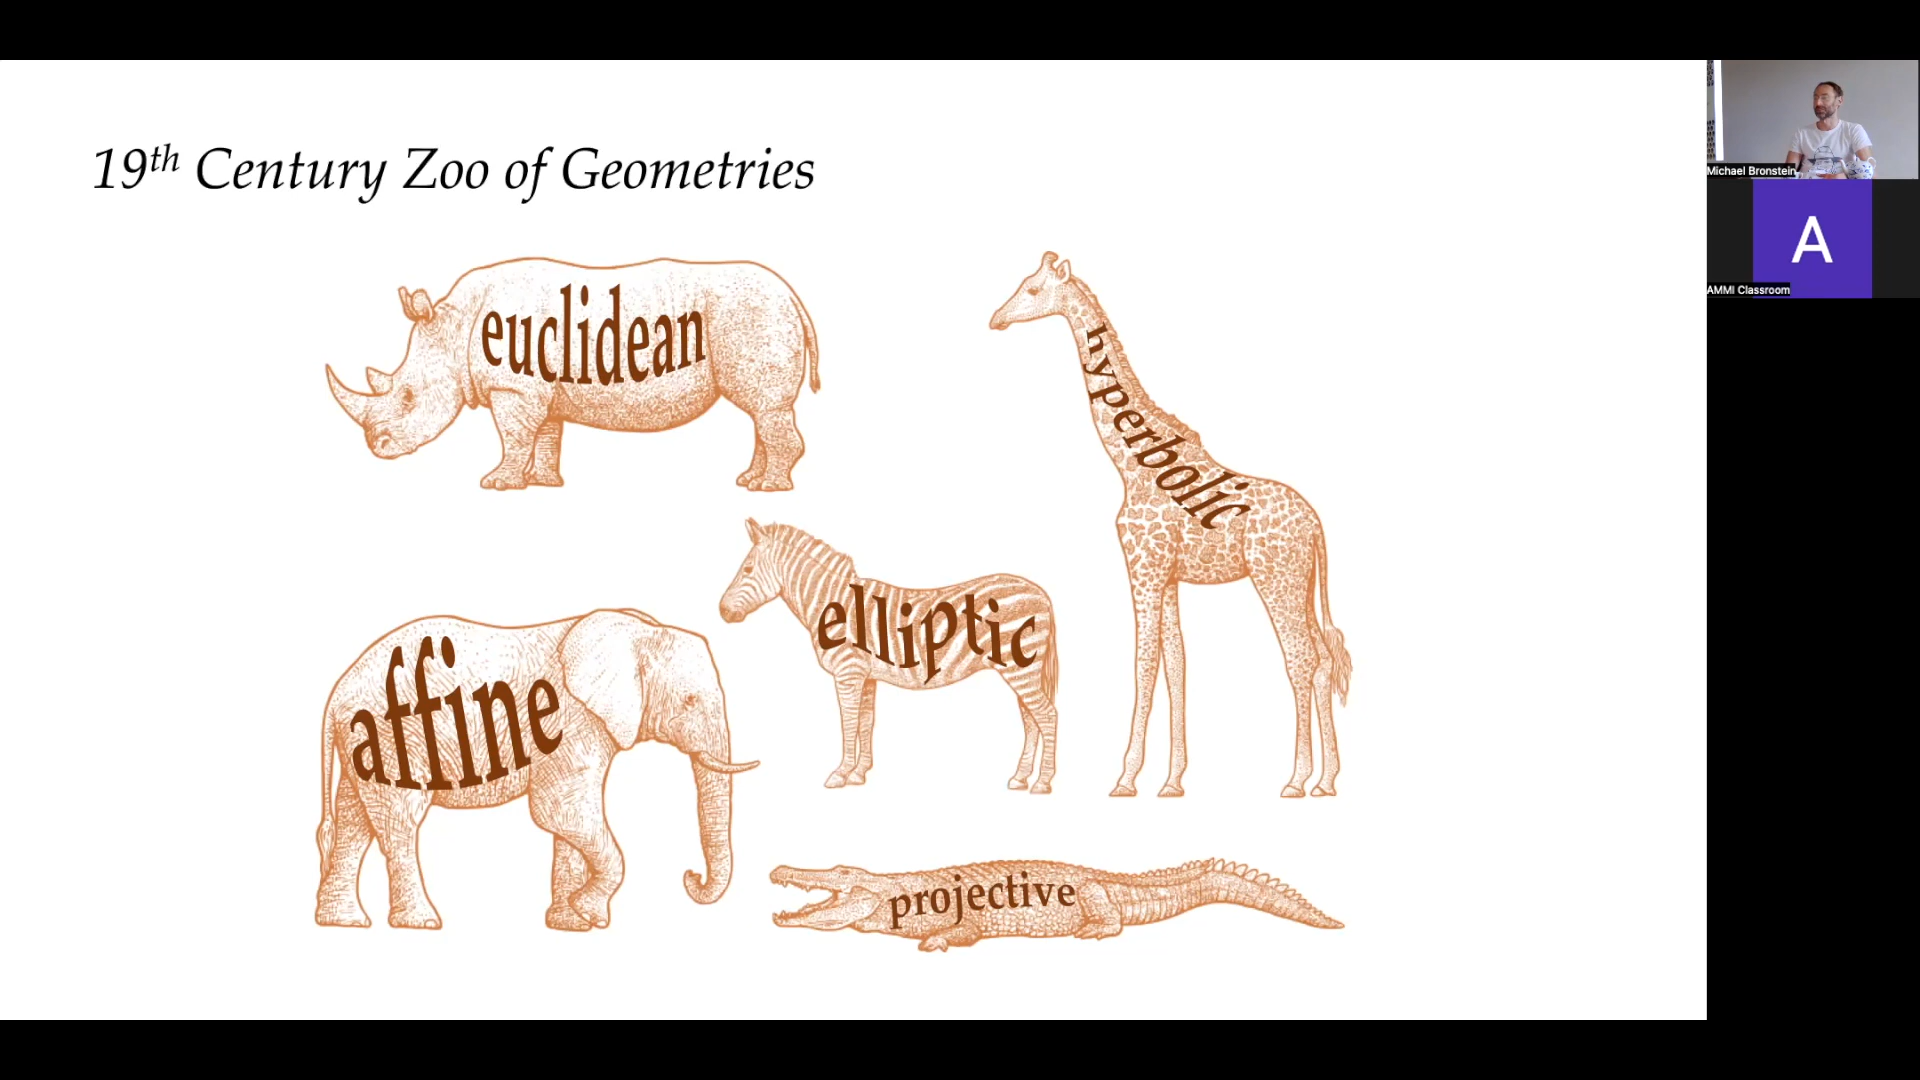 19th Century Zoo of Geometries
euclidean
hyperbolic
elliptic
affine
projective
Michael Bronstein
A
AMMI Classroom